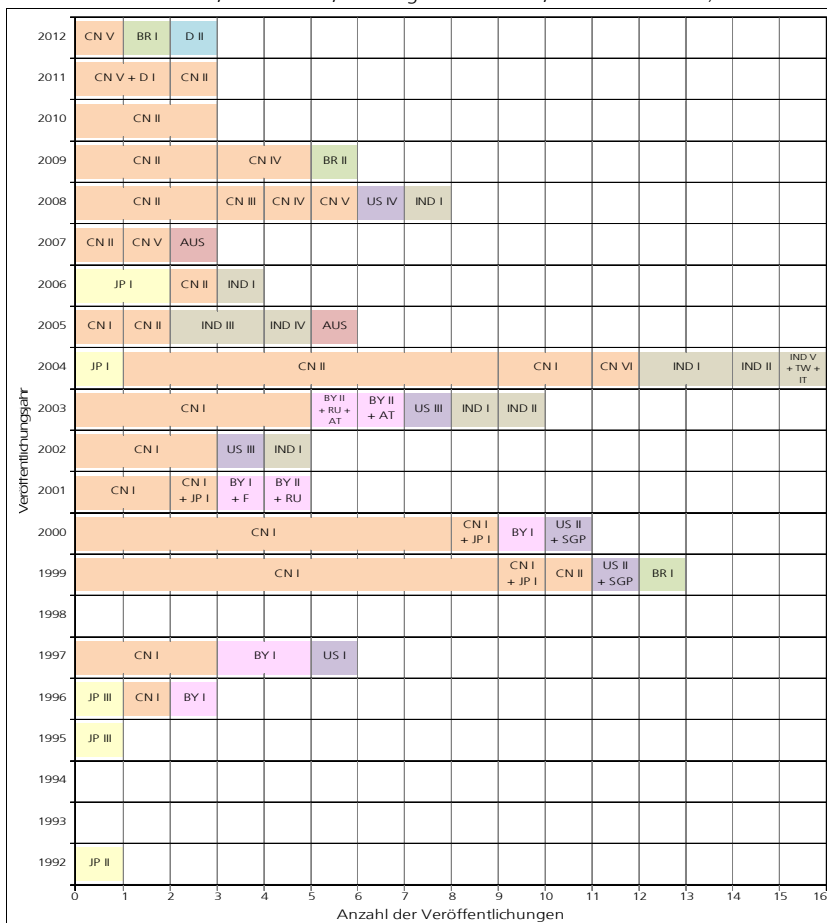 2012 CN V BR I D II
2011 CN V + D I CN II
2010 CN II
2009 CN II CN IV BR II
2008 CN II CN III CN IV CN V US IV IND I
2007 CN II CN V AUS
2006 JP I CN II IND I
2005 CN I CN II IND III IND IV AUS
2004 JP I CN II CN I CN VI IND I IND II IND V
+ TW +
IT
2003 CN I BY II
+ RU +
AT
BY II
+ AT
US III IND I IND II
2002 CN I US III IND I
2001 CN I CN I
+ JP I
BY I
+ F
BY II
+ RU
2000 CN I CN I
+ JP I
BY I US II
+ SGP
1999 CN I CN I
+ JP I
CN II US II
+ SGP
BR I
1998
1997 CN I BY I US I
1996 JP III CN I BY I
1995 JP III
1994
1993
1992 JP II
0 1 2 3 4 5 6 7 8 9 10 11 12 13 14 15 16
Anzahl der Veröffentlichungen
Veröffentlichungsjahr